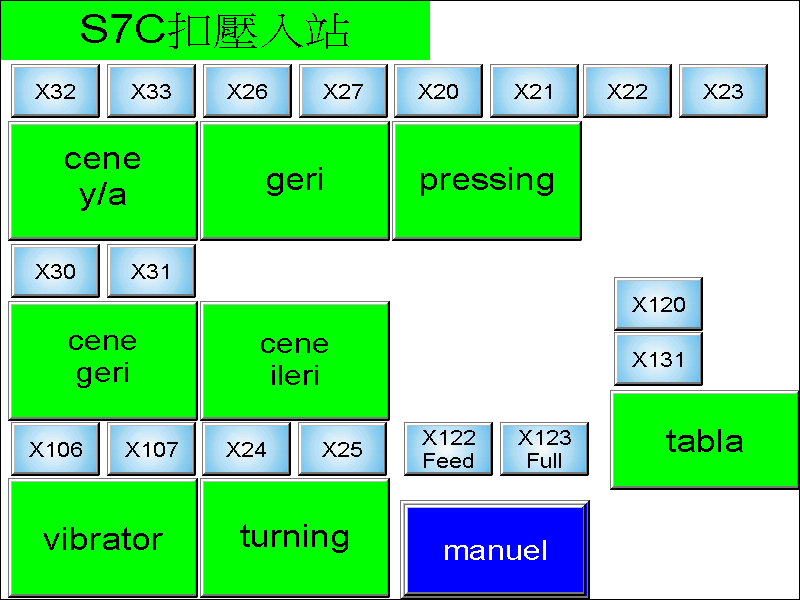 S7C扣壓入站
X32
X33
X26
X27
X20
X21
X22
X23
cene
y/a
geri
pressing
X30
X31
X120
X131
cene
geri
cene
ileri
tabla
X106
X107
X24
X25
X122
Feed
X123
Full
vibrator
turning
manuel